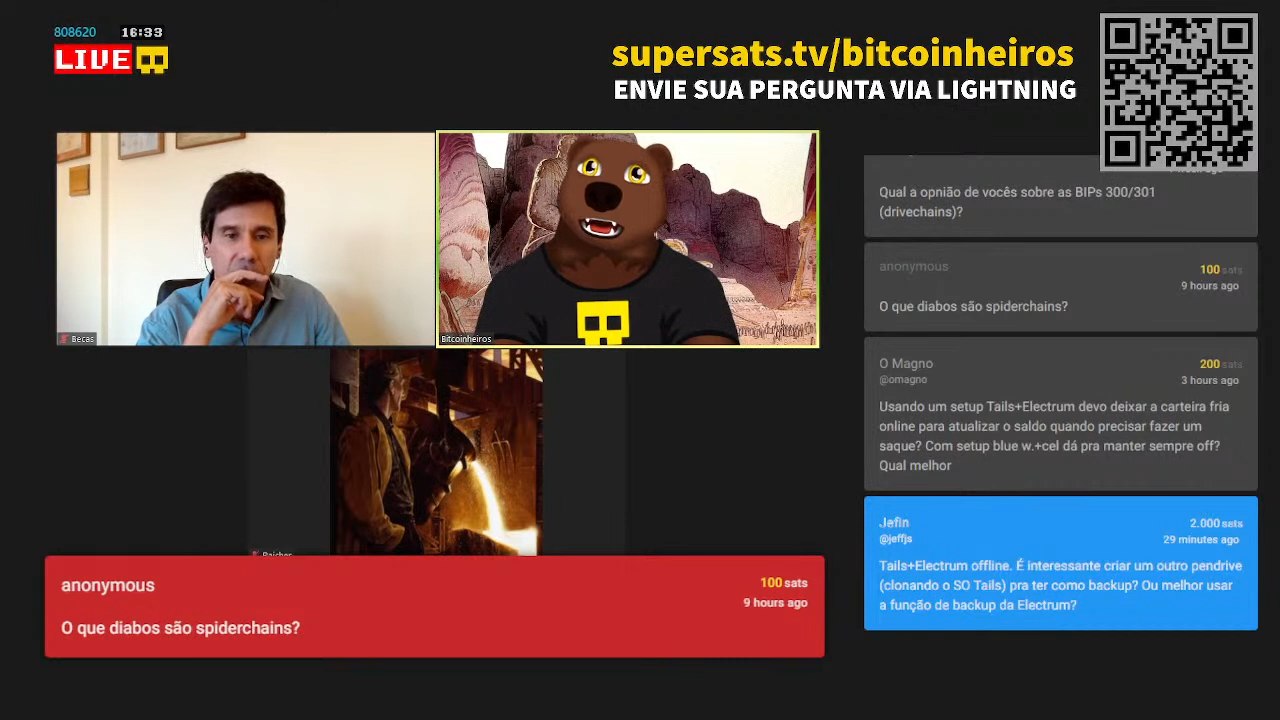 808620
16:33
LIVE
supersats.tv/bitcoinheiros
ENVIE SUA PERGUNTA VIA LIGHTNING
Becas
Bitcoinheiros
anonymous
100 sats
9 hours ago
O que diabos são spiderchains?
Qual a opnião de vocês sobre as BIPs 300/301
(drivechains)?
anonymous
100 sats
9 hours ago
O que diabos são spiderchains?
O Magno
@omagno
200 sats
3 hours ago
Usando um setup Tails+Electrum devo deixar a carteira fria
online para atualizar o saldo quando precisar fazer um
saque? Com setup blue w.+cel dá pra manter sempre off?
Qual melhor
Jefin
@jeffjs
2.000 sats
29 minutes ago
Tails+Electrum offline. É interessante criar um outro pendrive
(clonando o SO Tails) pra ter como backup? Ou melhor usar
a função de backup da Electrum?